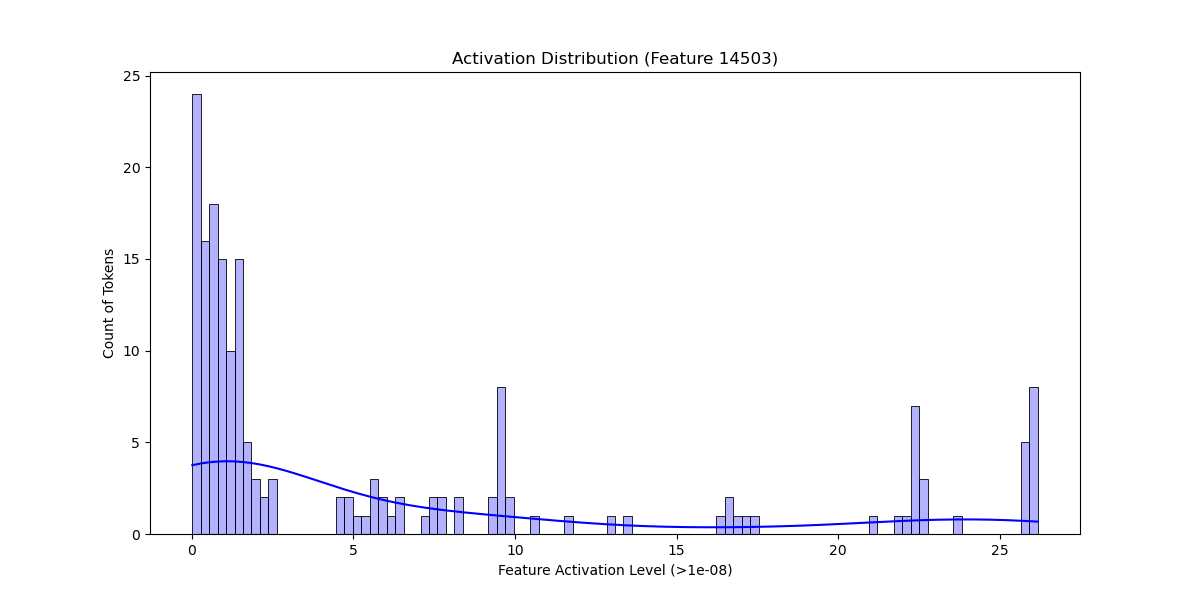 Activation Distribution (Feature 14503)
25
20
15
10
5
0
Count of Tokens
0 5 10 15 20 25
Feature Activation Level (>1e-08)